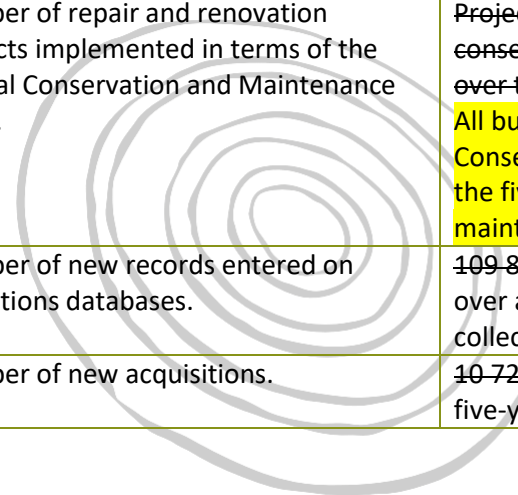 ber of repair and renovation
cts implemented in terms of the
al Conservation and Maintenance
ber of new records entered on
tions databases.
ber of new acquisitions.
Proje
conse
over t
All bu
Conse
the fi
maint
109 8
over a
collec
10 72
five-y